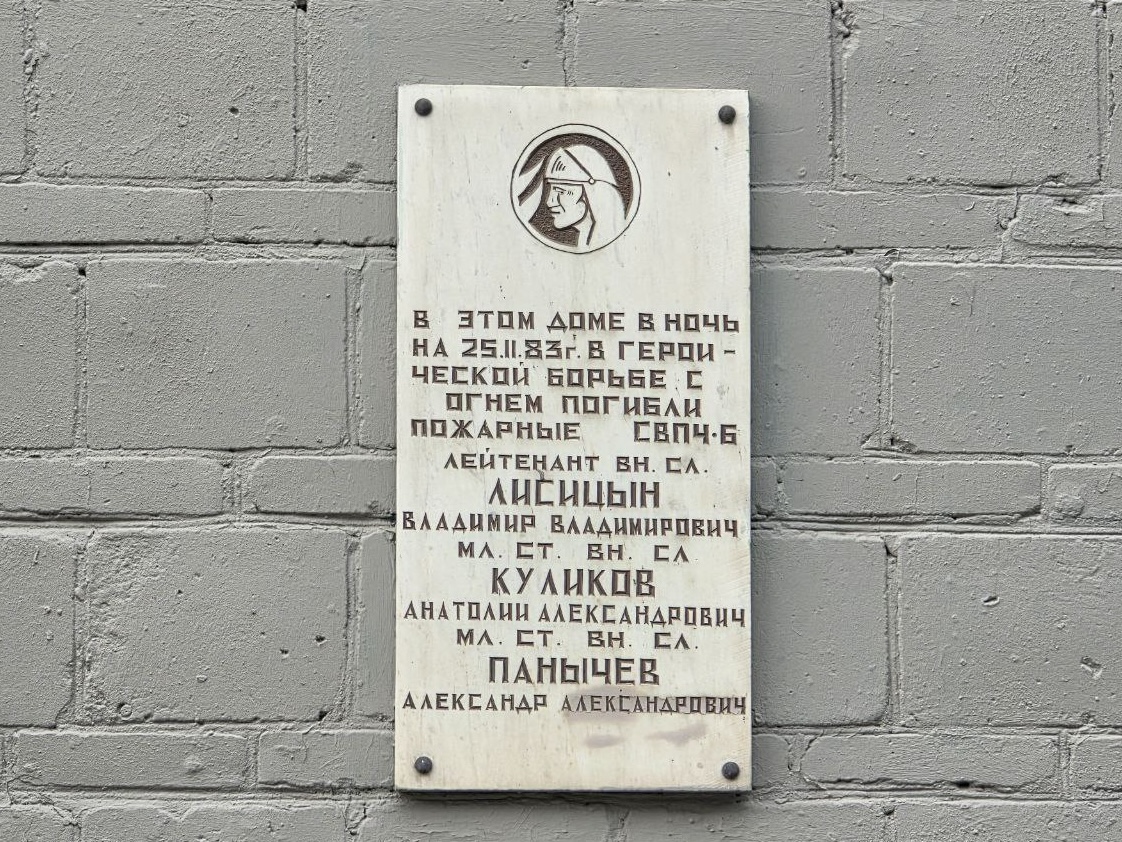 В ЭТОМ ДОМЕ В НОЧЬ
НА 25.11.83г. В ГЕРОИ-
ЧЕСКОЙ БОРЬБЕ С
ОГНЕМ ПОГИБЛИ
ПОЖАРНЫЕ СВПЧ-6
ЛЕЙТЕНАНТ ВН. СЛ.
ЛИСИЦЫН
ВЛАДИМИР ВЛАДИМИРОВИЧ
МЛ. СТ. ВН. СЛ
КУЛИКОВ
АНАТОЛИИ АЛЕКСАНДРОВИЧ
МЛ. СТ. ВН. СЛ.
ПАНЫЧЕВ
АЛЕКСАНДР АЛЕКСАНДРОВИЧ